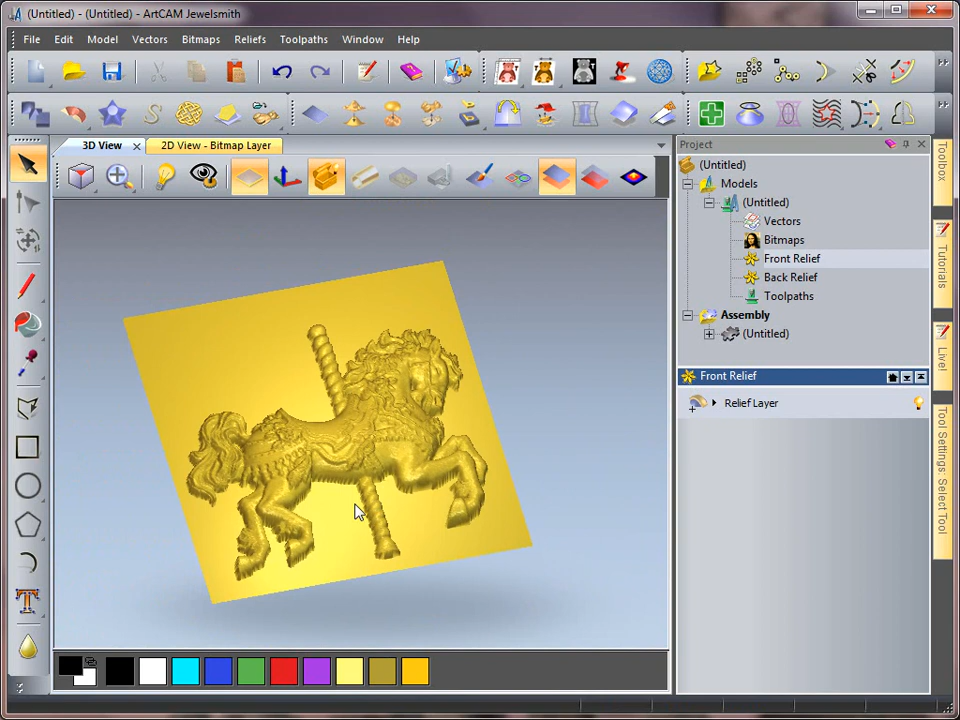 (Untitled) - (Untitled) - ArtCAM Jewelsmith
File Edit Model Vectors Bitmaps Reliefs Toolpaths Window Help
3D View
2D View - Bitmap Layer
Project
(Untitled)
Models
(Untitled)
Vectors
Bitmaps
Front Relief
Back Relief
Toolpaths
Assembly
(Untitled)
Front Relief
Relief Layer
Toolbox
Tutorials
Live!
Tool Settings: Select Tool